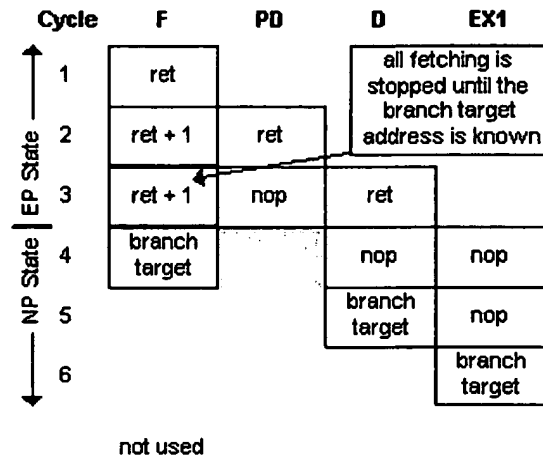 Cycle F PD D EX1
1 ret
all fetching is
stopped until the
branch target
address is known
2 ret + 1 ret
3 ret + 1 nop ret
EP State
NP State
4 branch
target nop nop
5 branch
target nop
6 branch
target
not used